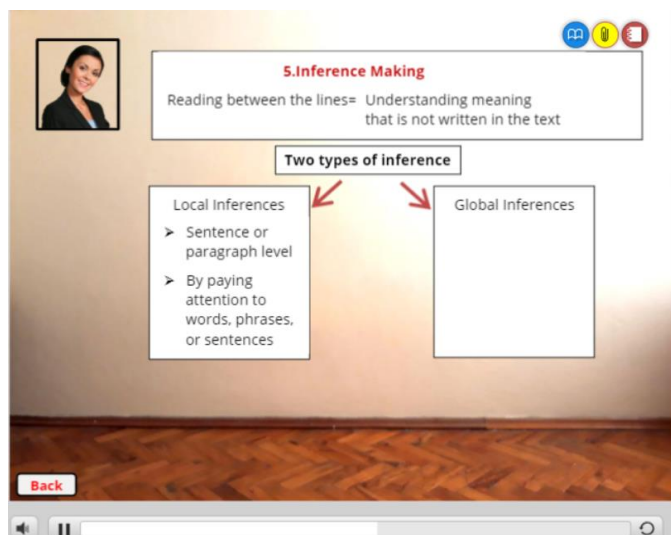 5.Inference Making
Reading between the lines= Understanding meaning
that is not written in the text
Two types of inference
Local Inferences
➤ Sentence or
paragraph level
➤ By paying
attention to
words, phrases,
or sentences
Global Inferences
Back